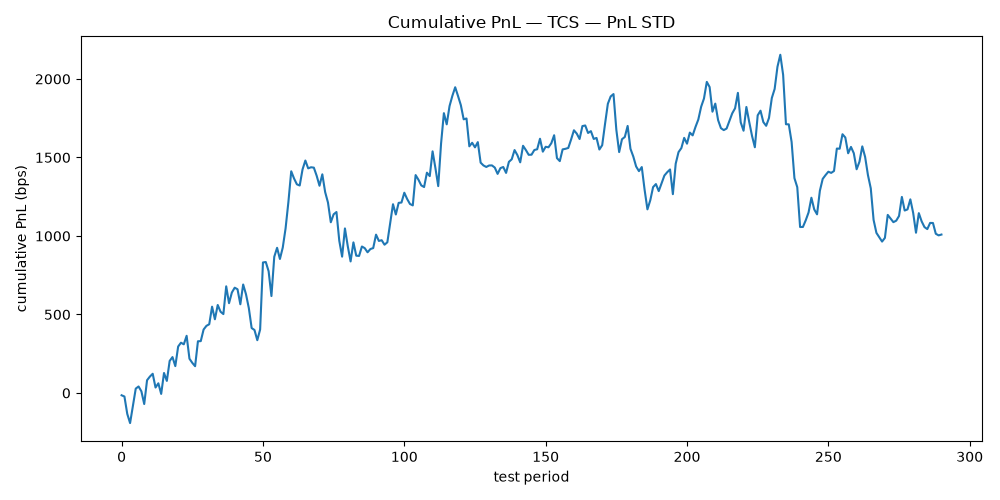 Cumulative PnL — TCS — PnL STD
cumulative PnL (bps)
2000
1500
1000
500
0
0 50 100 150 200 250 300
test period